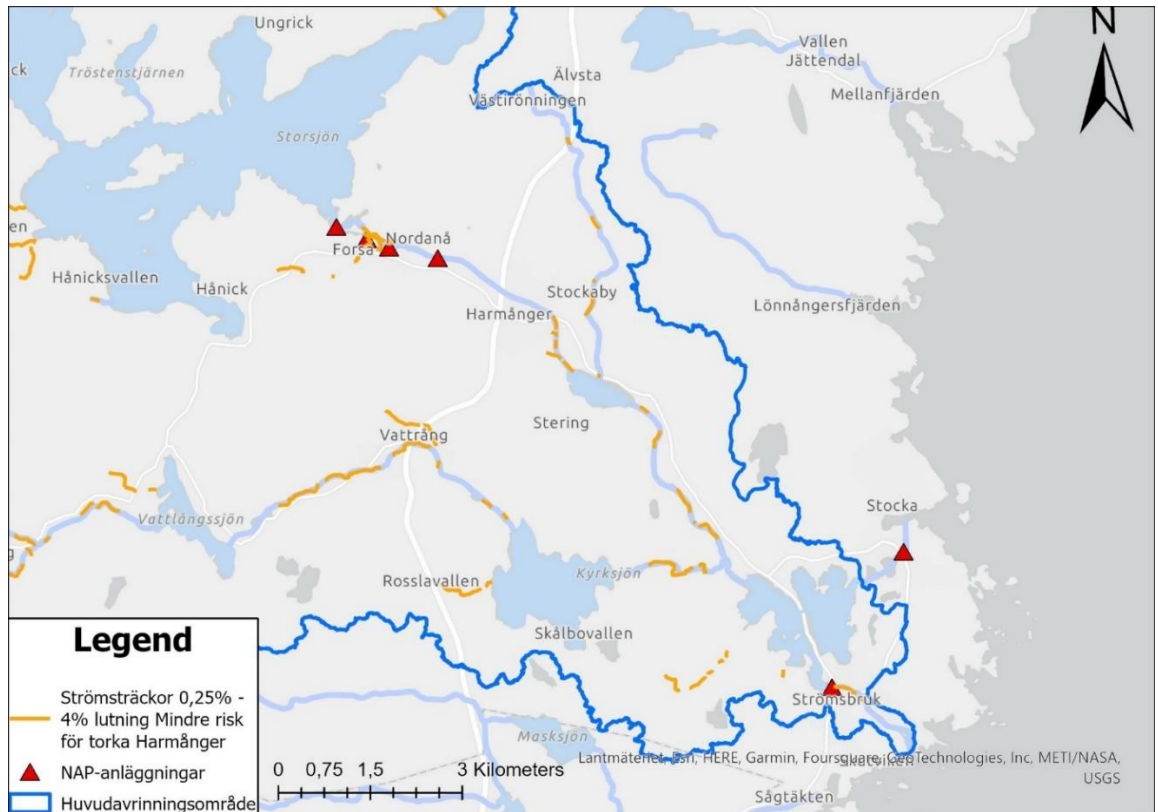 Ungrick
N
Vallen
Jättendal
ck
Tröstenstjärnen
Älvsta
Västirönningen
Mellanfjärden
Storsjön
en
Nordanå
Forsa
Hånicksvallen
Hånick
Stockaby
Lönnångersfjärden
Harmånger
Stering
Vattrång
Stocka
Vattlångssjön
g
Rosslavallen
Kyrksjön
Skålbovallen
Strömsbruk
Masksjön
Legend
Strömsträckor 0,25% -
4% lutning Mindre risk
för torka Harmånger
NAP-anläggningar
Huvudavrinningsområde
0 0,75 1,5 3 Kilometers
Lantmäteriet, Esri, HERE, Garmin, Foursquare, GeoTechnologies, Inc, METI/NASA,
USGS
Sågtäkten